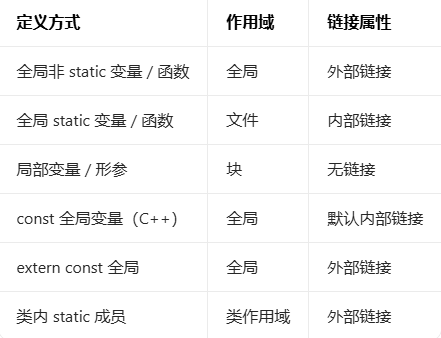 定义方式 作用域 链接属性
全局非 static 变量 / 函数 全局 外部链接
全局 static 变量 / 函数 文件 内部链接
局部变量 / 形参 块 无链接
const 全局变量（C++） 全局 默认内部链接
extern const 全局 全局 外部链接
类内 static 成员 类作用域 外部链接